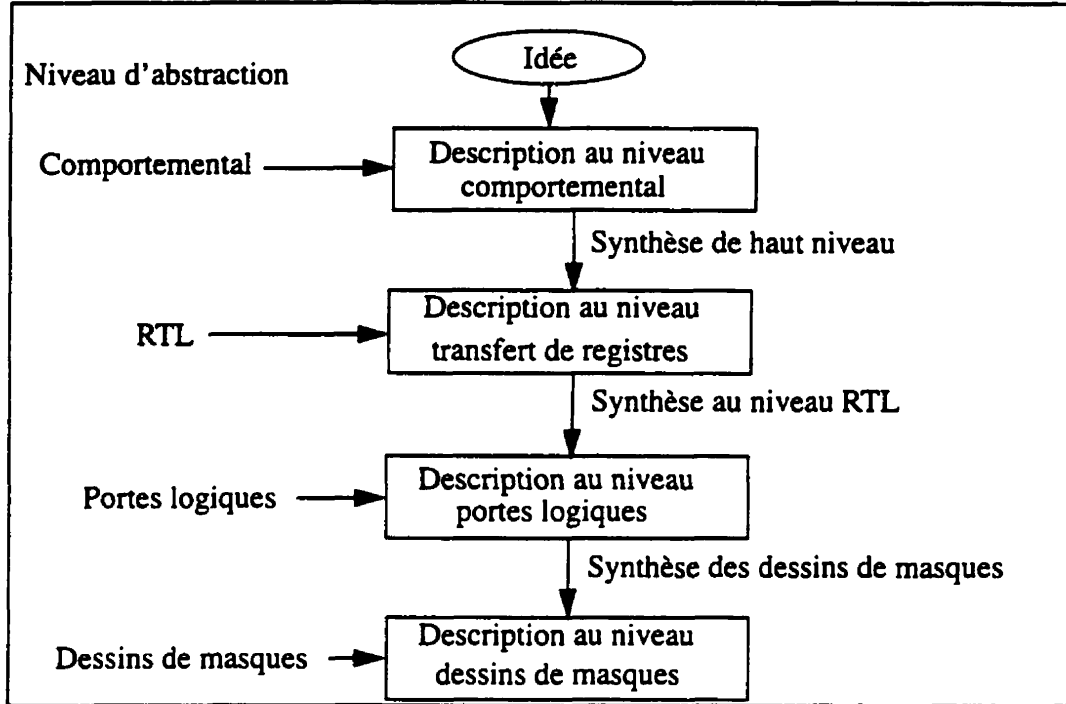 Idée
Niveau d'abstraction
Comportemental
Description au niveau
comportemental
Synthèse de haut niveau
RTL
Description au niveau
transfert de registres
Synthèse au niveau RTL
Portes logiques
Description au niveau
portes logiques
Synthèse des dessins de masques
Dessins de masques
Description au niveau
dessins de masques